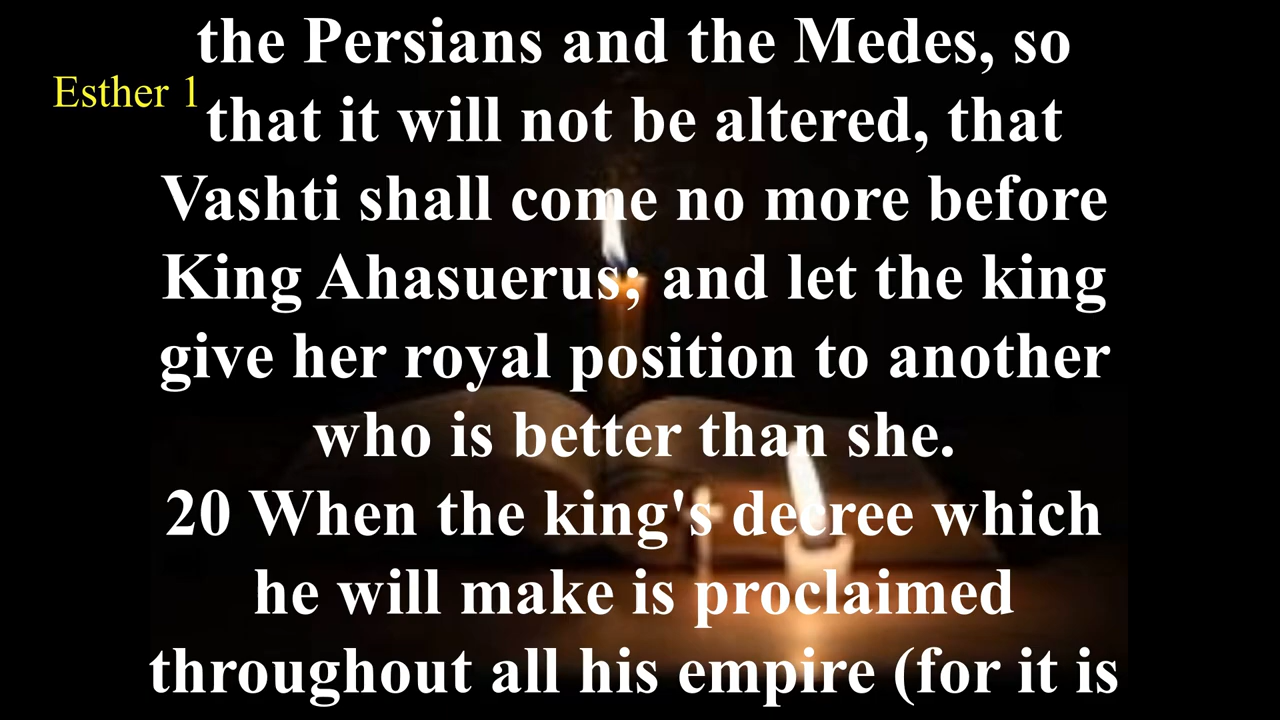 the Persians and the Medes, so
Esther 1
that it will not be altered, that
Vashti shall come no more before
King Ahasuerus; and let the king
give her royal position to another
who is better than she.
20 When the king's decree which
he will make is proclaimed
throughout all his empire (for it is